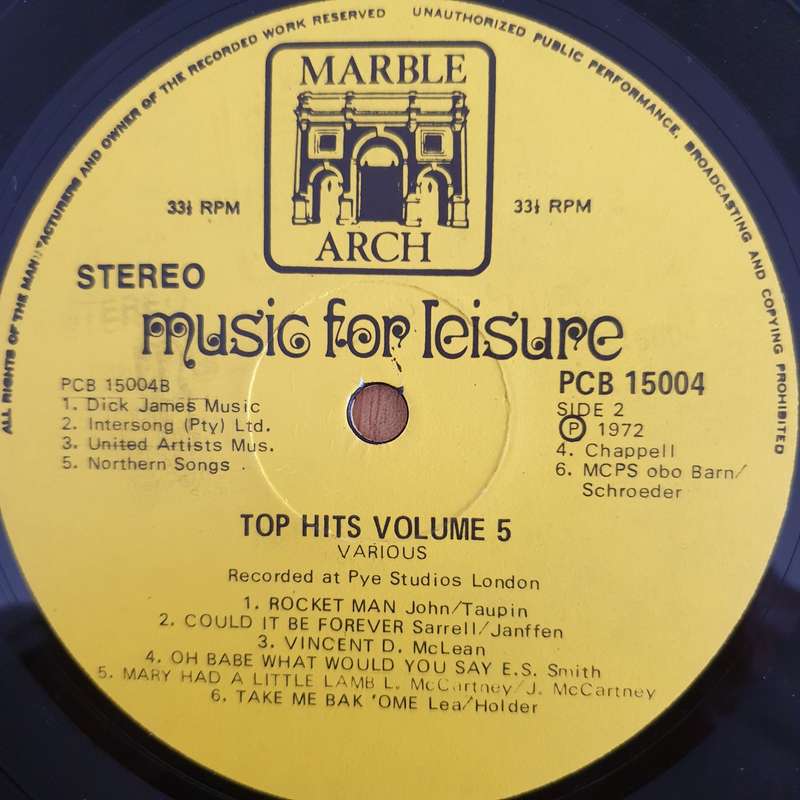 ALL RIGHTS OF THE MANUFACTURERS AND OWNER OF THE RECORDED WORK RESERVED
UNAUTHORIZED PUBLIC PERFORMANCE, BROADCASTING AND COPYING PROHIBITED
MARBLE
ARCH
33⅓ RPM
33⅓ RPM
STEREO
music for leisure
PCB 15004B
1. Dick James Music
2. Intersong (Pty) Ltd.
3. United Artists Mus.
5. Northern Songs
PCB 15004
SIDE 2
Ⓟ 1972
4. Chappell
6. MCPS obo Barn/
Schroeder
TOP HITS VOLUME 5
VARIOUS
Recorded at Pye Studios London
1. ROCKET MAN John/Taupin
2. COULD IT BE FOREVER Sarrell/Janffen
3. VINCENT D. McLean
4. OH BABE WHAT WOULD YOU SAY E.S. Smith
5. MARY HAD A LITTLE LAMB L. McCartney/J. McCartney
6. TAKE ME BAK 'OME Lea/Holder